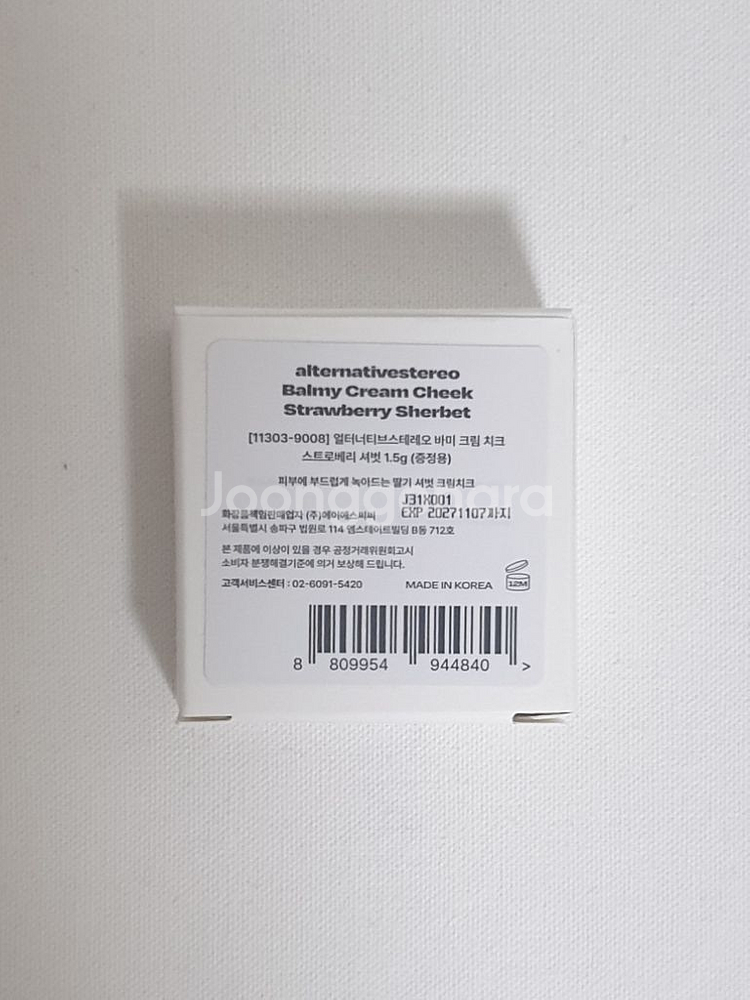 alternativestereo
Balmy Cream Cheek
Strawberry Sherbet
[11303-9008] 얼터너티브스테레오 바미 크림 치크
스트로베리 셔벗 1.5g (증정용)
피부에 부드럽게 녹아드는 딸기 셔벗 크림치크
Joonggonara
J31X001
화장품책임판매업자 (주)에이에스씨씨
EXP 20271107까지
서울특별시 송파구 법원로 114 엠스테이트빌딩 B동 712호
본 제품에 이상이 있을 경우 공정거래위원회고시
소비자 분쟁해결기준에 의거 보상해 드립니다.
고객서비스센터 : 02-6091-5420
MADE IN KOREA
12M
8 809954 944840 >